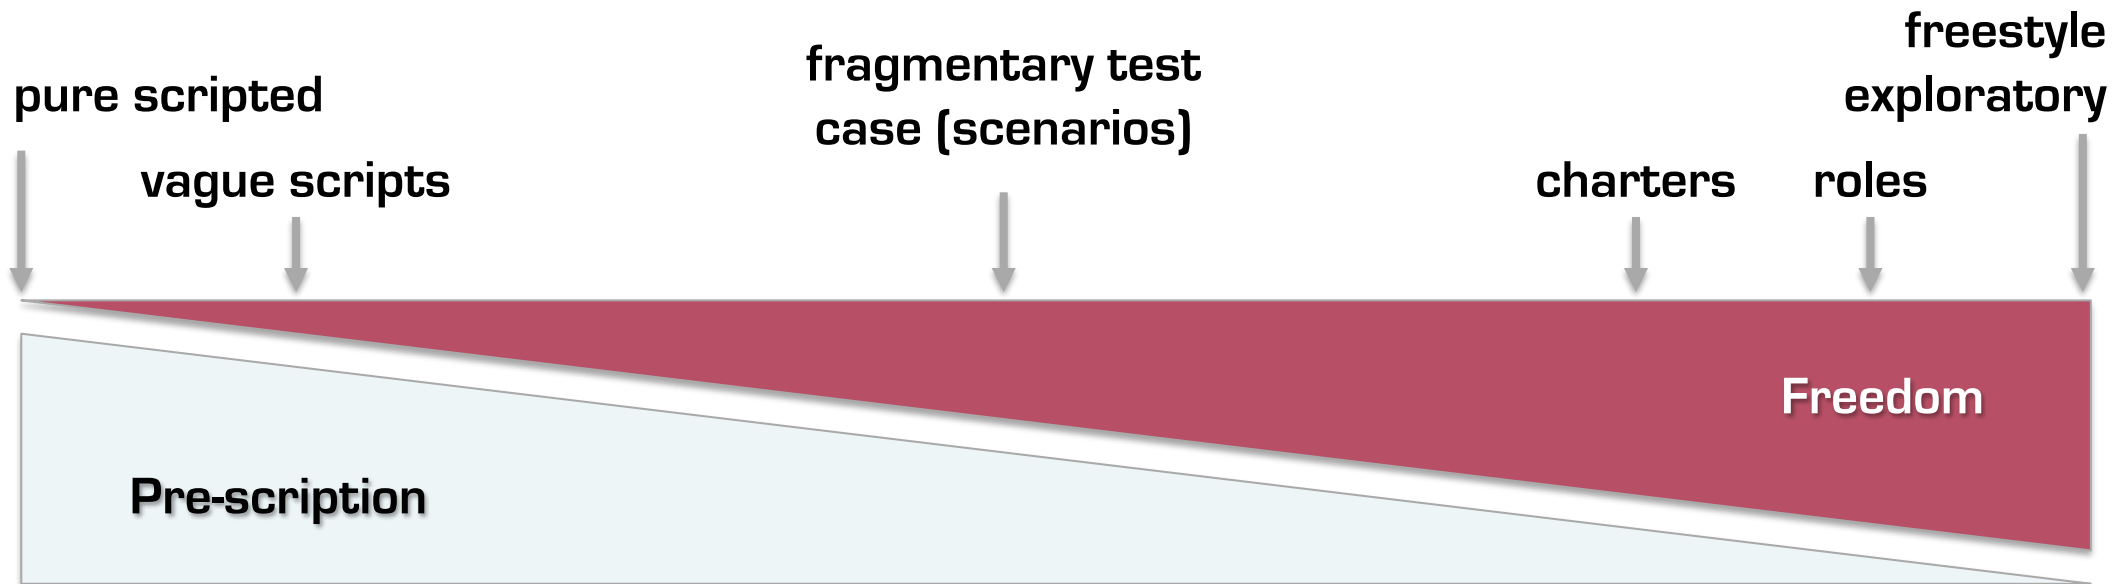 pure scripted
vague scripts
fragmentary test
case (scenarios)
charters
roles
freestyle
exploratory
Freedom
Pre-scription